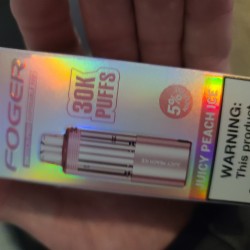 FOGER
30K
PUFFS
5%
JUICY PEACH ICE
WARNING:
This product